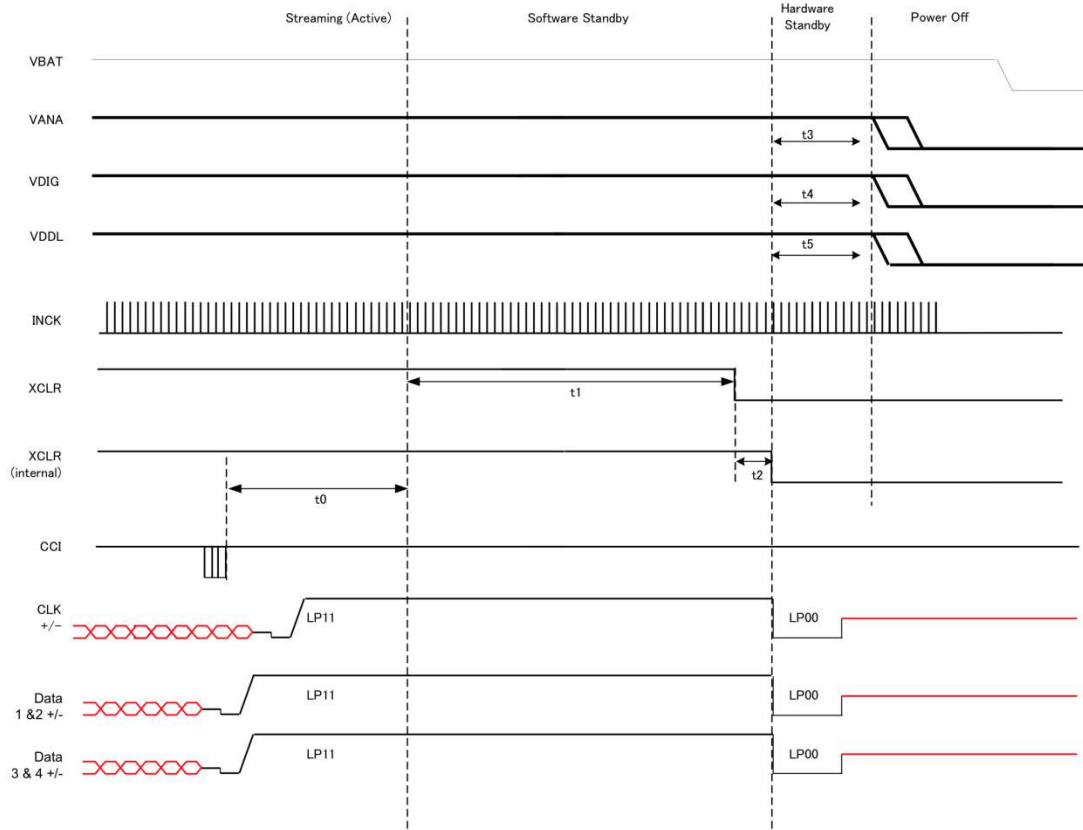 Streaming (Active)
Software Standby
Hardware
Standby
Power Off
VBAT
VANA
t3
VDIG
t4
VDDL
t5
INCK
XCLR
t1
XCLR
(internal)
t2
t0
CCI
CLK
+/-
LP11
LP00
Data
1 &2 +/-
LP11
LP00
Data
3 & 4 +/-
LP11
LP00